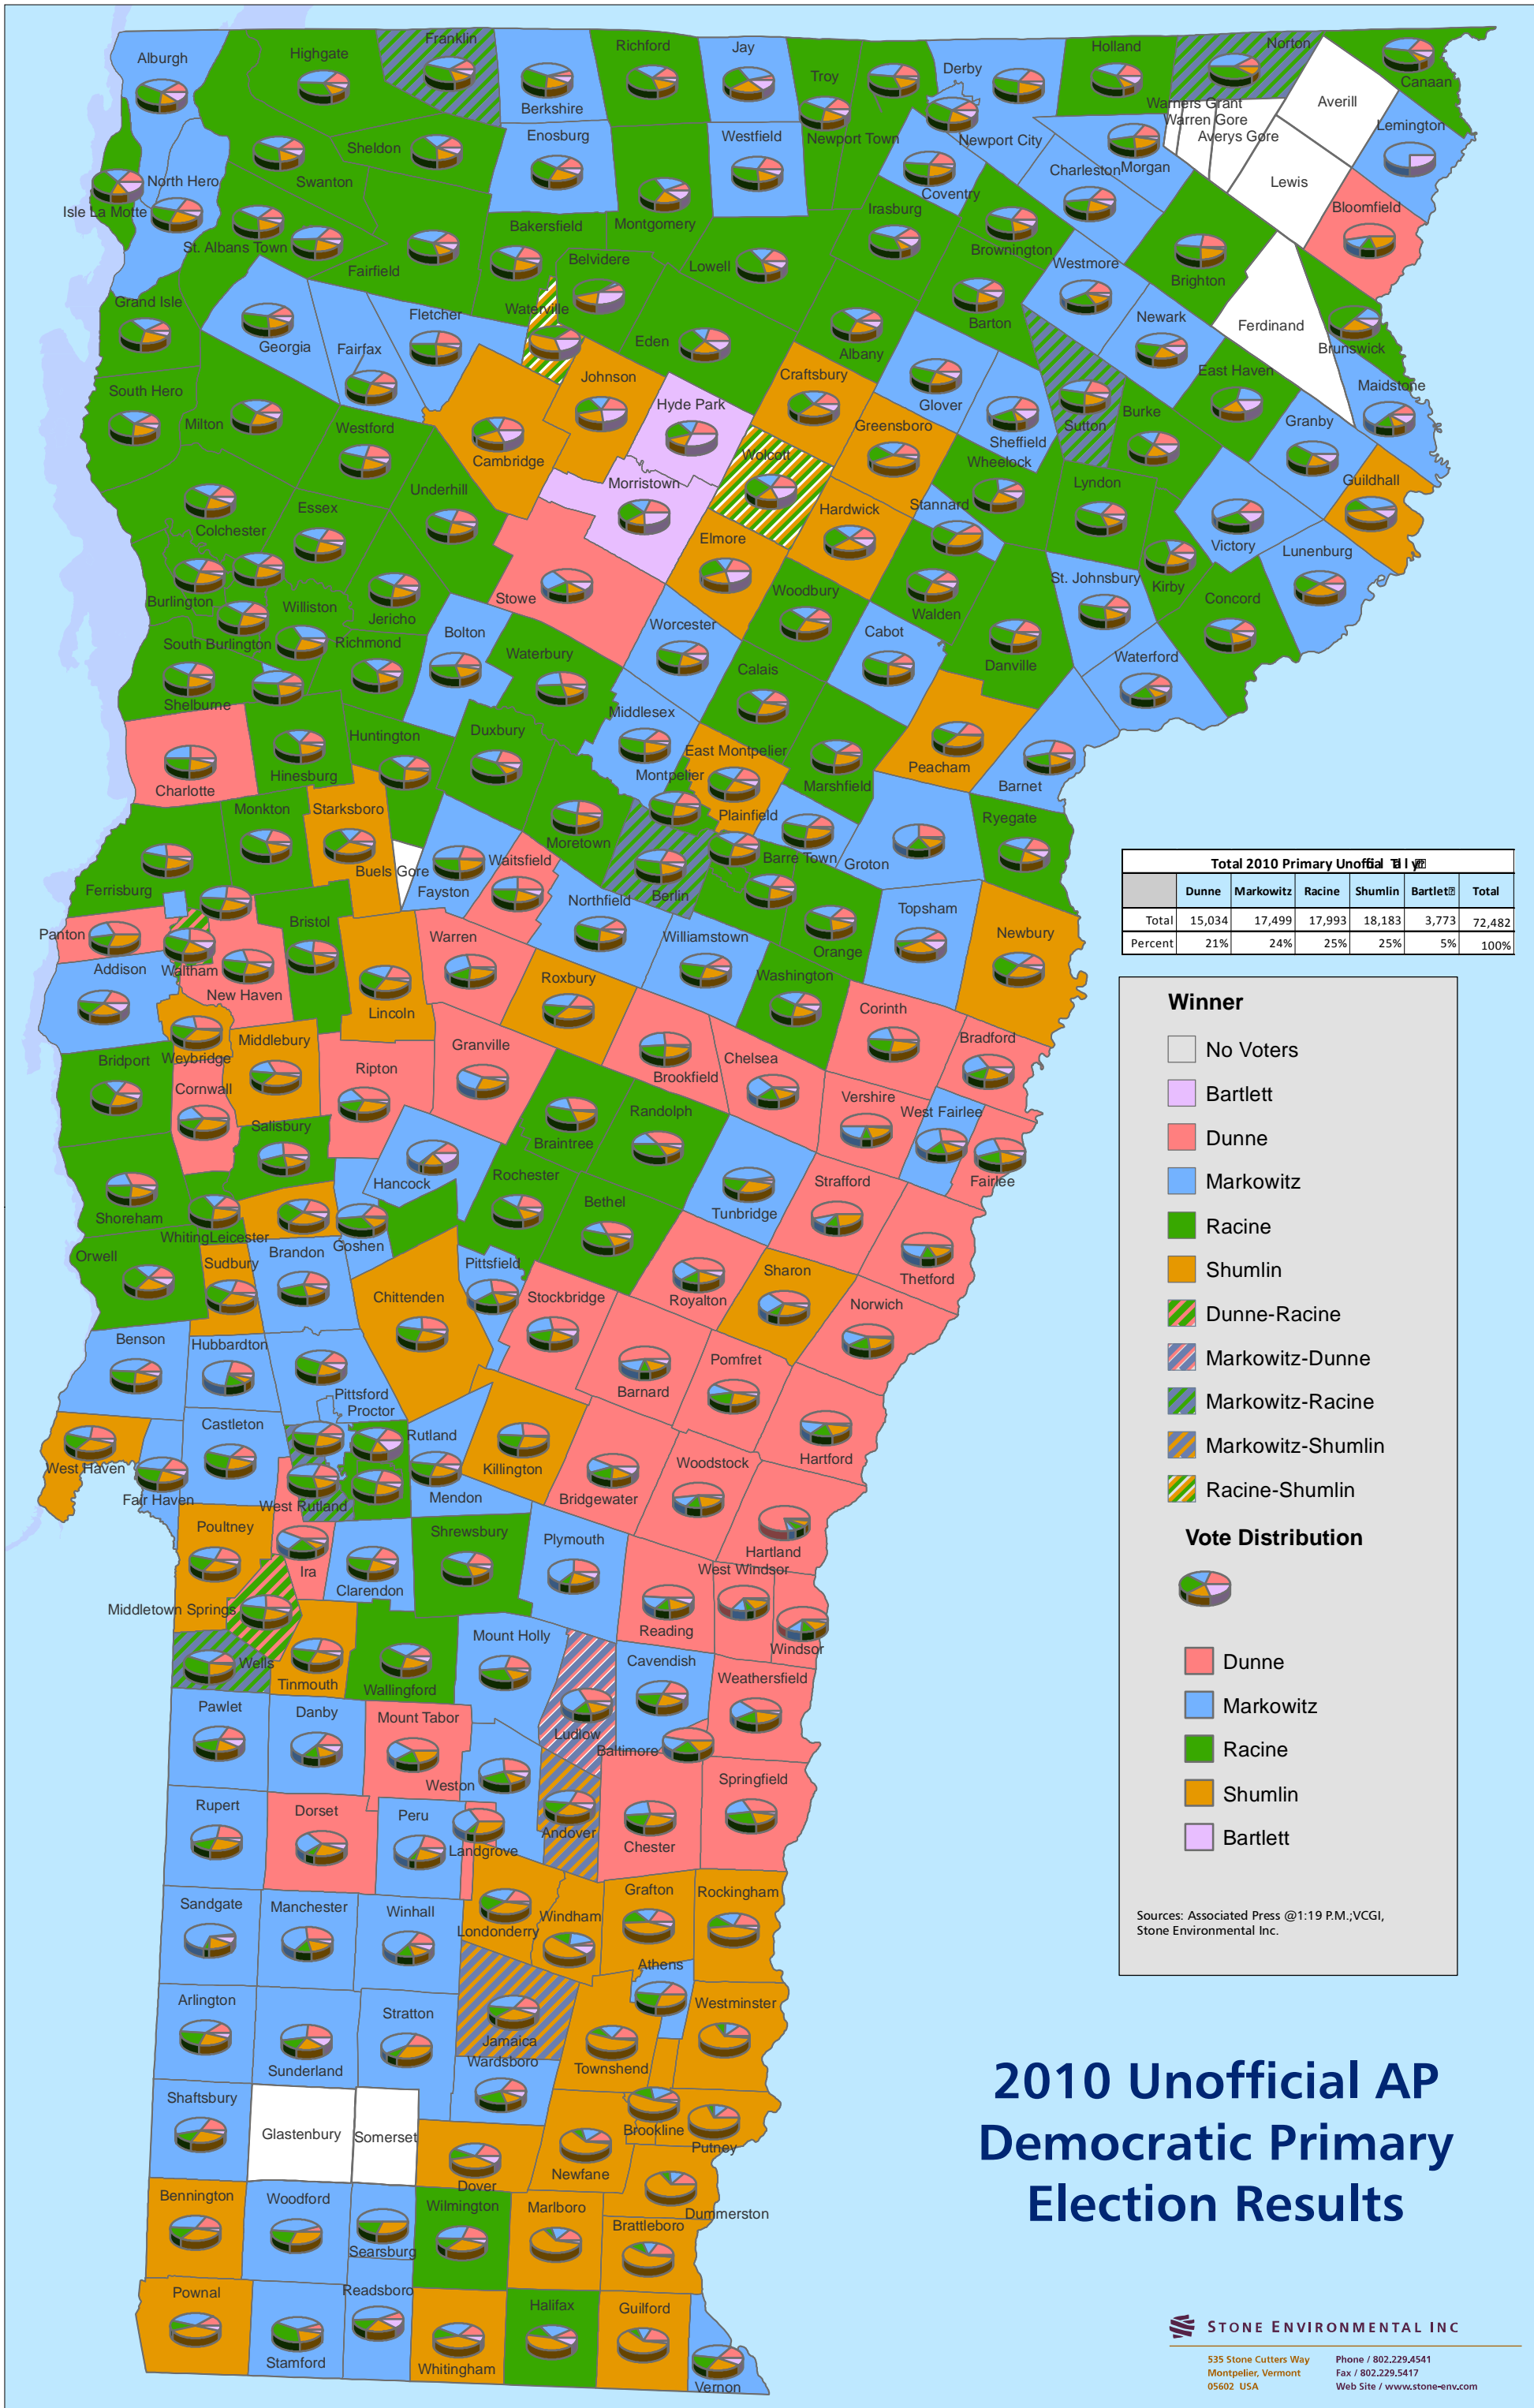 Alburgh
Highgate
Franklin
Berkshire
Richford
Jay
Troy
Derby
Holland
Norton
Canaan
Averill
Warners Grant
Warren Gore
Averys Gore
Lemington
Lewis
Bloomfield
Enosburg
Westfield
Newport Town
Newport City
Sheldon
Swanton
North Hero
Isle La Motte
Charleston
Morgan
Coventry
Montgomery
Bakersfield
Irasburg
Brownington
St. Albans Town
Fairfield
Belvidere
Lowell
Westmore
Brighton
Ferdinand
Grand Isle
Waterville
Fletcher
Georgia
Fairfax
Eden
Albany
Barton
Newark
Brunswick
East Haven
Maidstone
South Hero
Johnson
Craftsbury
Hyde Park
Glover
Sheffield
Sutton
Burke
Granby
Milton
Westford
Cambridge
Wolcott
Greensboro
Wheelock
Lyndon
Guildhall
Underhill
Morristown
Hardwick
Stannard
Victory
Lunenburg
Colchester
Essex
Elmore
Burlington
Williston
Jericho
Stowe
Woodbury
Walden
St. Johnsbury
Kirby
Concord
South Burlington
Richmond
Bolton
Worcester
Cabot
Danville
Waterford
Shelburne
Waterbury
Calais
Middlesex
Huntington
Duxbury
East Montpelier
Montpelier
Marshfield
Peacham
Barnet
Charlotte
Hinesburg
Monkton
Starksboro
Plainfield
Ryegate
Ferrisburg
Buels Gore
Fayston
Waitsfield
Moretown
Berlin
Barre Town
Groton
Northfield
Panton
Bristol
Warren
Williamstown
Orange
Topsham
Newbury
Addison
Waltham
New Haven
Lincoln
Roxbury
Washington
Corinth
Weybridge
Middlebury
Granville
Brookfield
Chelsea
Bradford
Bridport
Cornwall
Ripton
Salisbury
Braintree
Randolph
Vershire
West Fairlee
Fairlee
Shoreham
Hancock
Rochester
Bethel
Tunbridge
Strafford
Whiting
Leicester
Goshen
Orwell
Sudbury
Brandon
Pittsfield
Stockbridge
Royalton
Sharon
Thetford
Chittenden
Norwich
Benson
Hubbardton
Pittsford
Proctor
Barnard
Pomfret
West Haven
Castleton
Rutland
Killington
Hartford
Fair Haven
West Rutland
Mendon
Bridgewater
Woodstock
Poultney
Ira
Clarendon
Shrewsbury
Plymouth
Hartland
West Windsor
Middletown Springs
Reading
Windsor
Wells
Tinmouth
Wallingford
Mount Holly
Cavendish
Weathersfield
Pawlet
Danby
Mount Tabor
Ludlow
Baltimore
Weston
Springfield
Rupert
Dorset
Peru
Landgrove
Andover
Chester
Sandgate
Manchester
Winhall
Londonderry
Windham
Grafton
Rockingham
Athens
Arlington
Sunderland
Stratton
Jamaica
Townshend
Westminster
Wardsboro
Shaftsbury
Glastenbury
Somerset
Brookline
Putney
Dover
Newfane
Bennington
Woodford
Searsburg
Wilmington
Marlboro
Dummerston
Brattleboro
Pownal
Stamford
Readsboro
Whitingham
Halifax
Guilford
Vernon
Total 2010 Primary Unofficial
Dunne Markowitz Racine Shumlin Total
Total 15,034 17,499 17,993 18,183 3,773 72,482
Percent 21% 24% 25% 25% 5% 100%
Winner
No Voters
Bartlett
Dunne
Markowitz
Racine
Shumlin
Dunne-Racine
Markowitz-Dunne
Markowitz-Racine
Markowitz-Shumlin
Racine-Shumlin
Vote Distribution
Dunne
Markowitz
Racine
Shumlin
Bartlett
Sources: Associated Press @1:19 P.M.;VCGI,
Stone Environmental Inc.
2010 Unofficial AP
Democratic Primary
Election Results
STONE ENVIRONMENTAL INC
535 Stone Cutters Way Phone / 802.229.4541
Montpelier, Vermont Fax / 802.229.5417
05602 USA Web Site / www.stone-env.com